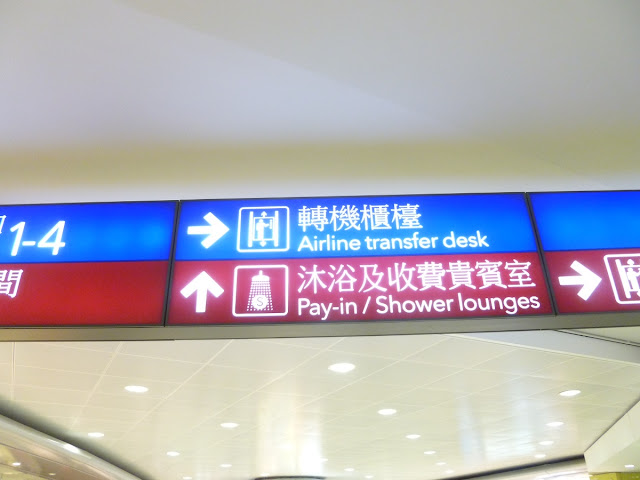 1-4
間
轉機櫃檯
Airline transfer desk
沐浴及收費貴賓室
Pay-in / Shower lounges
S